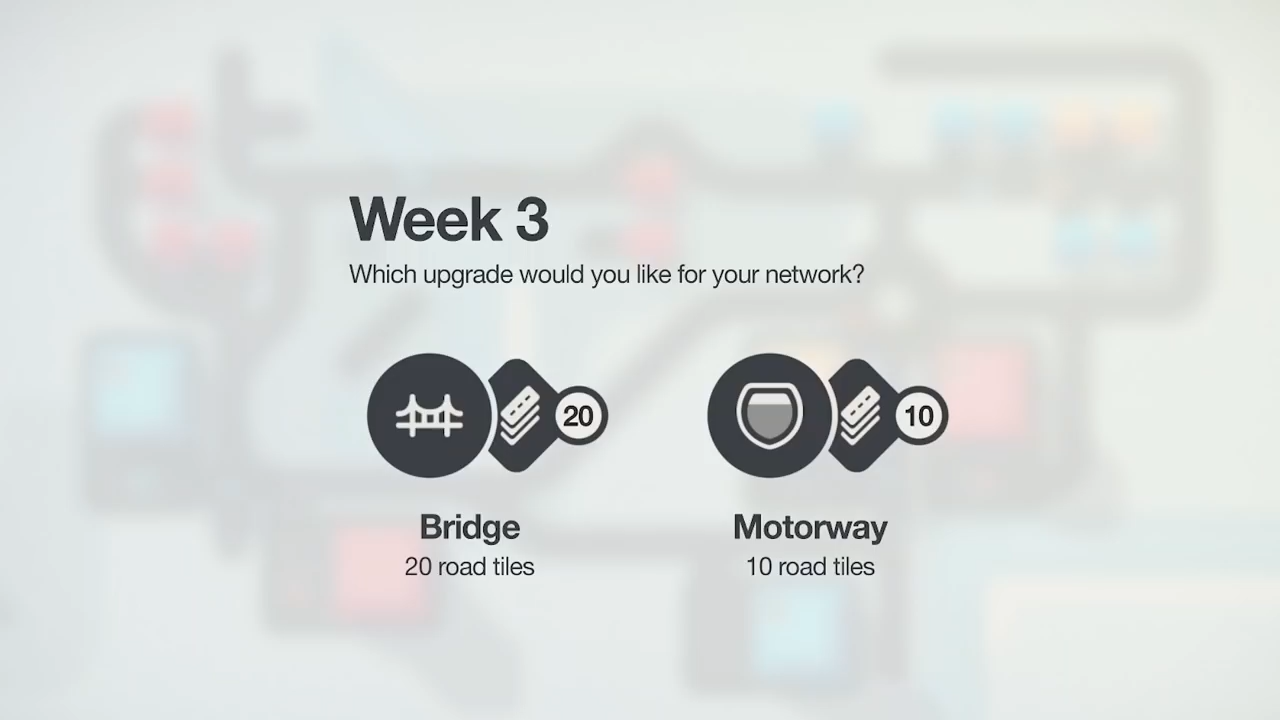 Week 3
Which upgrade would you like for your network?
20
10
Bridge
Motorway
20 road tiles
10 road tiles